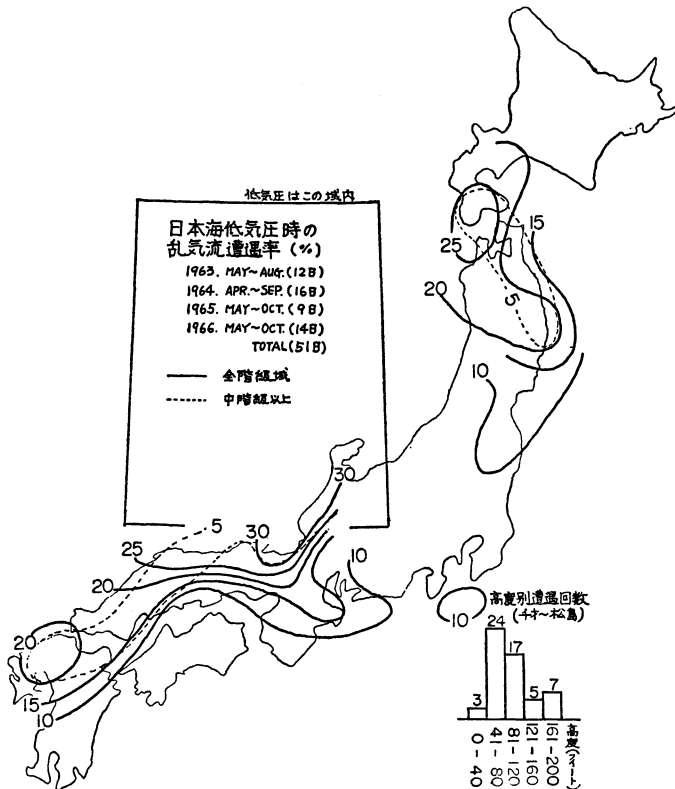 低気圧はこの域内
日本海低気圧時の
乱気流遭遇率 (%)
1963. MAY~AUG.(12日)
1964. APR.~SEP.(16日)
1965. MAY~OCT.(9日)
1966. MAY~OCT.(14日)
TOTAL(51日)
全階級域
中階級以上
15
25
20
5
10
30
5
30
25
10
20
20
15
10
10
高度別遭遇回数
(チオ~松島)
3
24
17
5
7
0-40
41-80
81-120
121-160
161-200
高度(フィート)